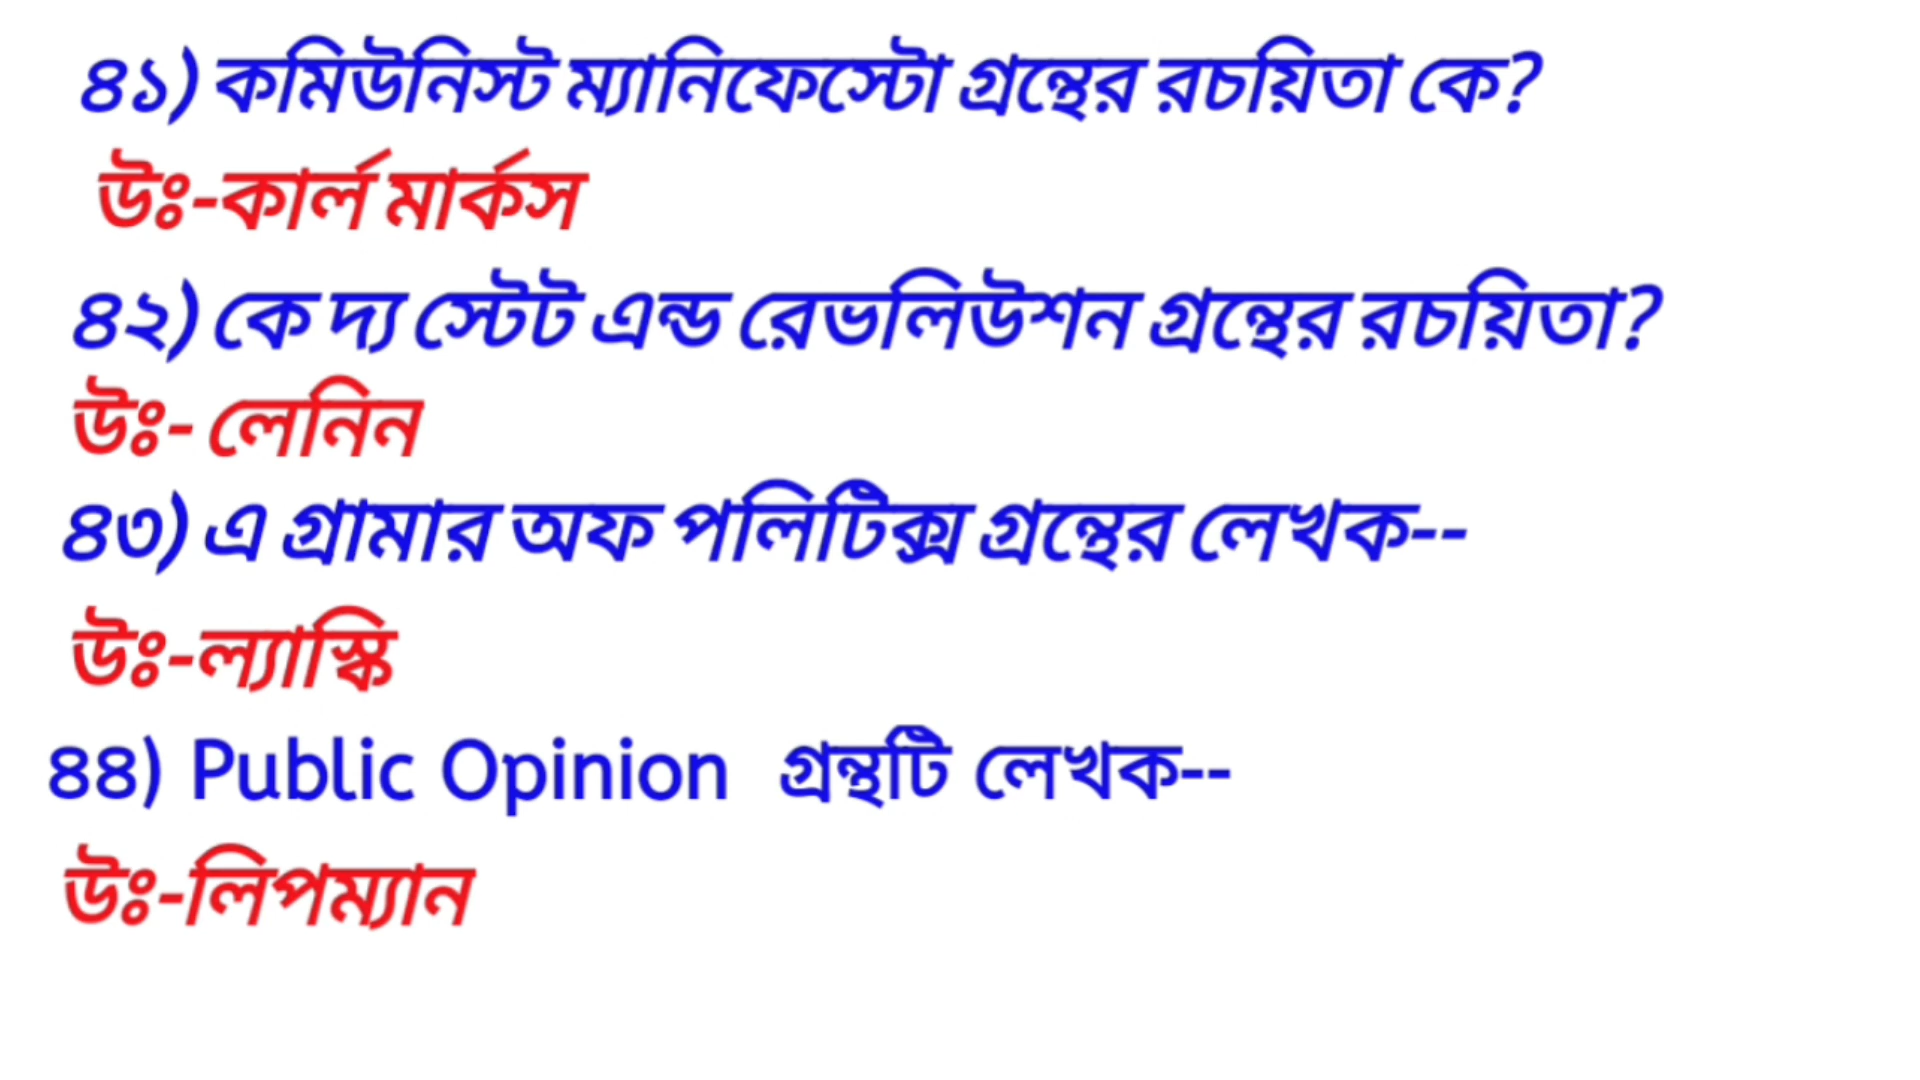 ৪১) কমিউনিস্ট ম্যানিফেস্টো গ্রন্থের রচয়িতা কে?
উঃ-কার্ল মার্কস
৪২) কে দ্য স্টেট এন্ড রেভলিউশন গ্রন্থের রচয়িতা?
উঃ- লেনিন
৪৩) এ গ্রামার অফ পলিটিক্স গ্রন্থের লেখক--
উঃ-ল্যাস্কি
৪৪) Public Opinion গ্রন্থটি লেখক--
উঃ-লিপম্যান